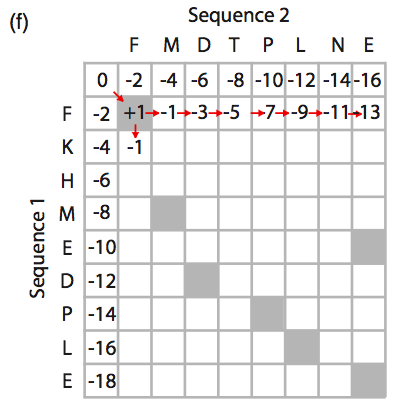 (f)
Sequence 2
F M D T P L N E
0 -2 -4 -6 -8 -10 -12 -14 -16
F -2 +1 -1 -3 -5 -7 -9 -11 -13
K -4 -1
H -6
M -8
E -10
D -12
P -14
L -16
E -18
Sequence 1